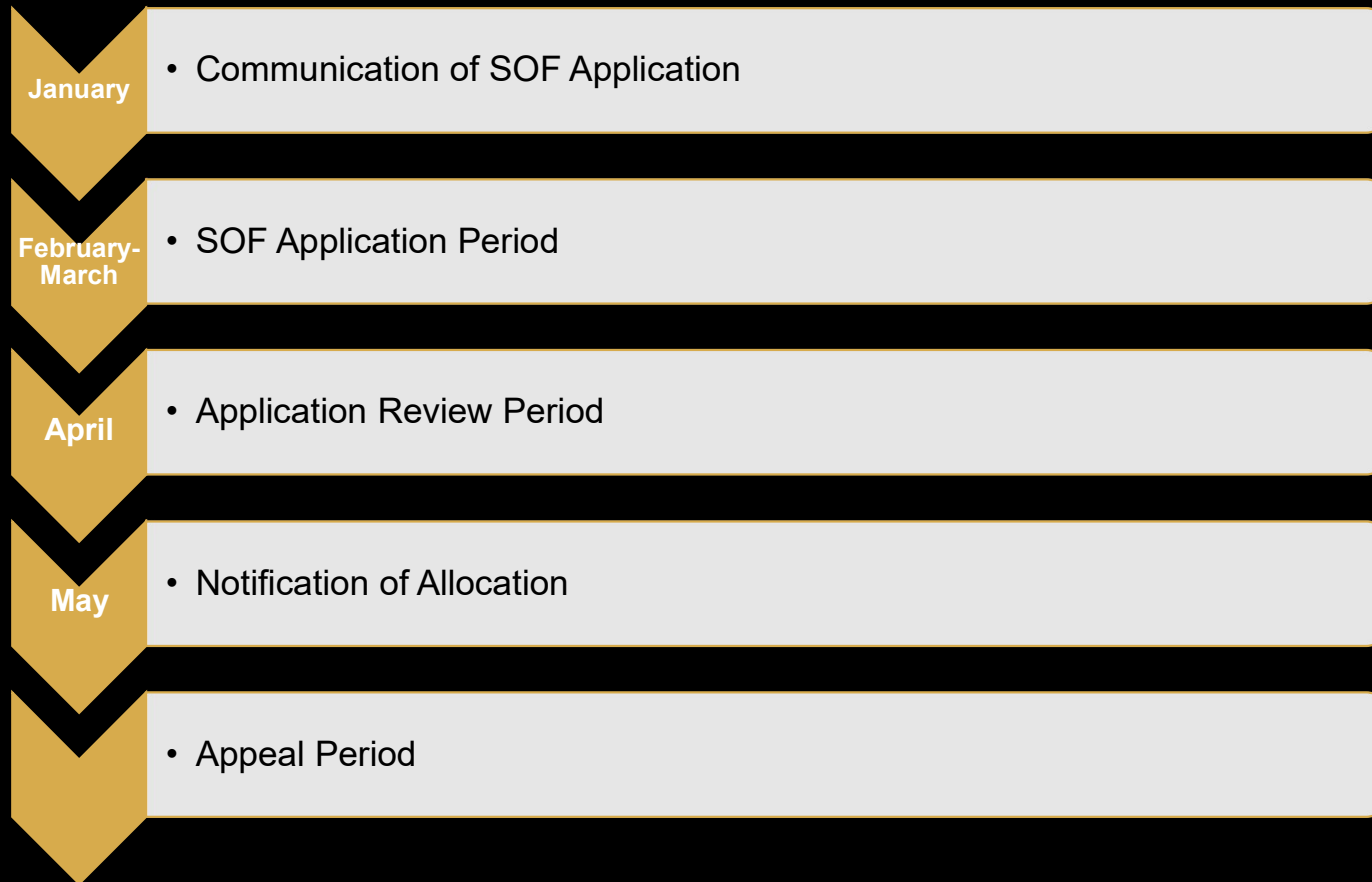 January
• Communication of SOF Application
February-
March
• SOF Application Period
April
• Application Review Period
May
• Notification of Allocation
• Appeal Period